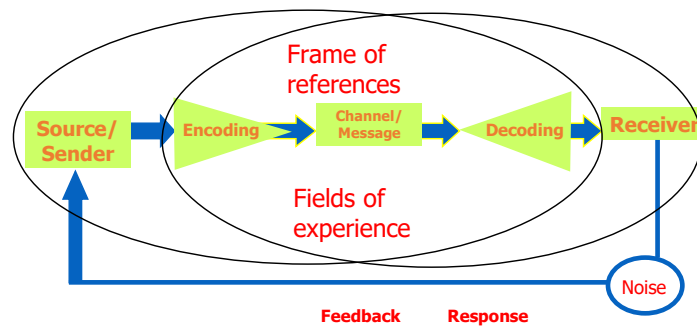 Frame of
references
Source/
Sender
Encoding
Channel/
Message
Decoding
Receiver
Fields of
experience
Noise
Feedback
Response